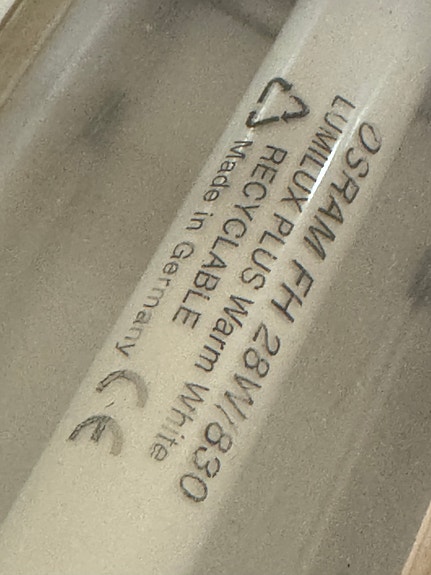 OSRAM FH 28W/830
LUMILUX PLUS Warm White
RECYCLABLE
Made in Germany CE